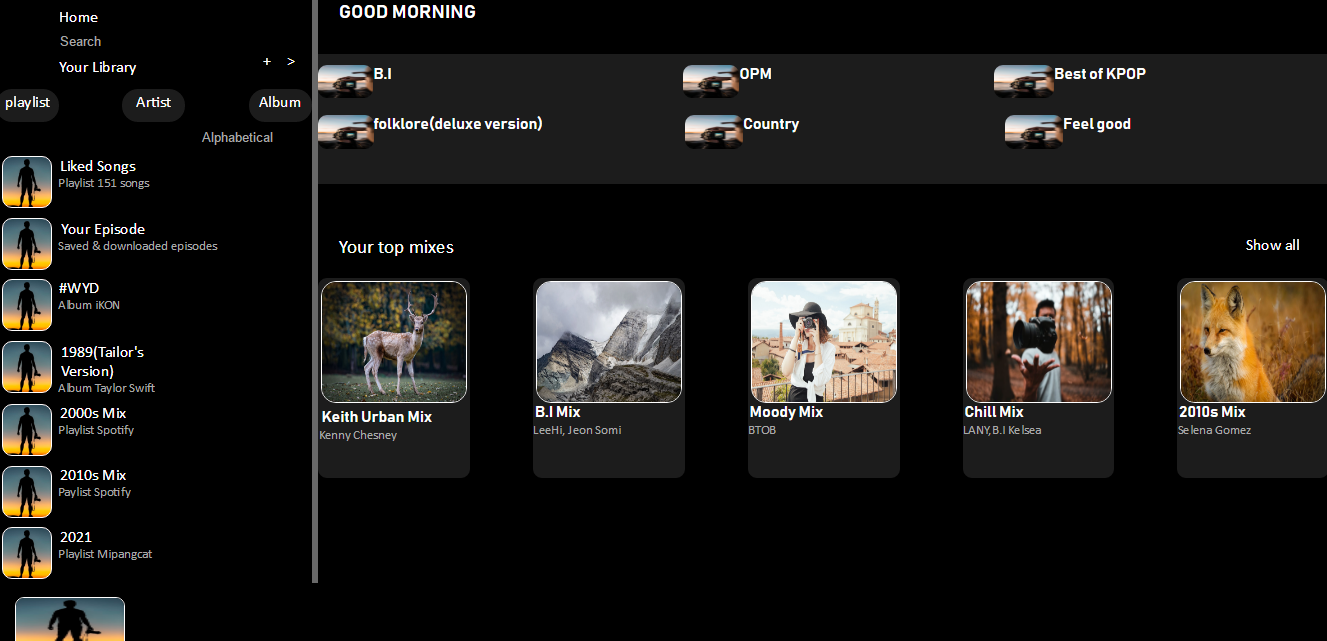 Home
Search
Your Library + >
playlist Artist Album
Alphabetical
Liked Songs
Playlist 151 songs
Your Episode
Saved & downloaded episodes
#WYD
Album iKON
1989(Tailor's
Version)
Album Taylor Swift
2000s Mix
Playlist Spotify
2010s Mix
Paylist Spotify
2021
Playlist Mipangcat
GOOD MORNING
B.I OPM Best of KPOP
folklore(deluxe version) Country Feel good
Your top mixes Show all
Keith Urban Mix
Kenny Chesney
B.I Mix
LeeHi, Jeon Somi
Moody Mix
BTOB
Chill Mix
LANY,B.I Kelsea
2010s Mix
Selena Gomez